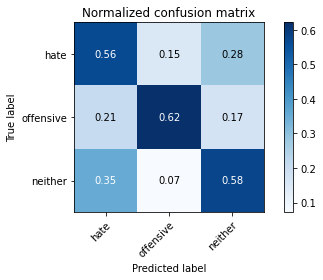 Normalized confusion matrix
True label
hate
0.56 0.15 0.28
offensive
0.21 0.62 0.17
neither
0.35 0.07 0.58
hate offensive neither
Predicted label
0.6
0.5
0.4
0.3
0.2
0.1